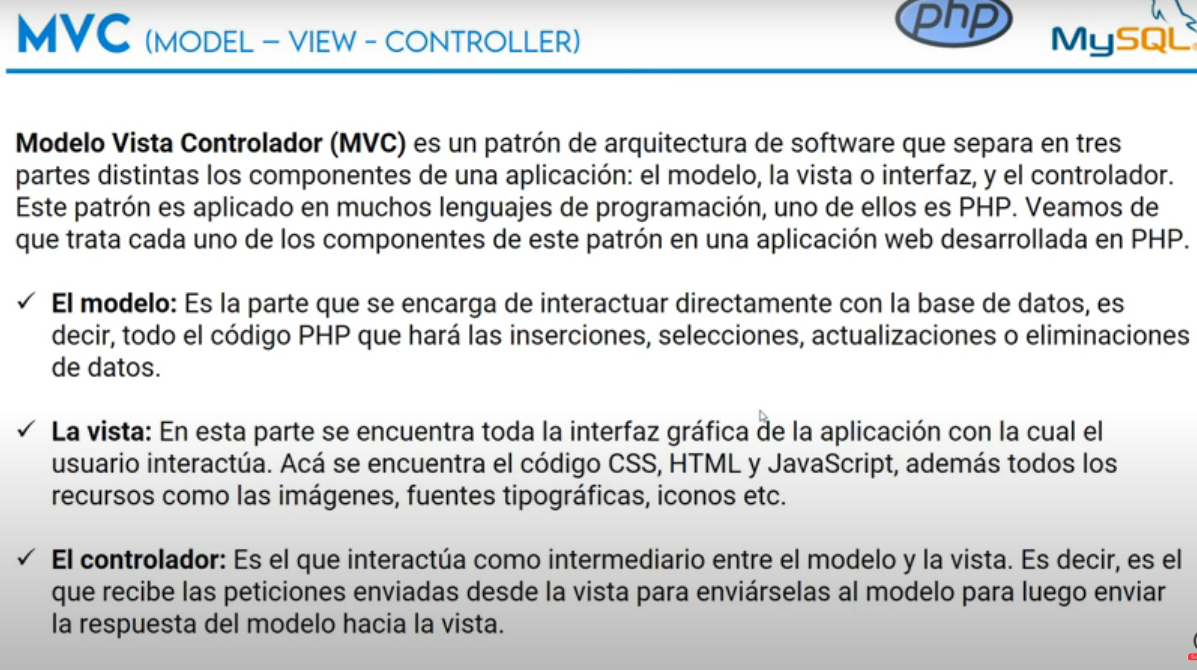 MVC (MODEL – VIEW - CONTROLLER)
php
MySQL
Modelo Vista Controlador (MVC) es un patrón de arquitectura de software que separa en tres
partes distintas los componentes de una aplicación: el modelo, la vista o interfaz, y el controlador.
Este patrón es aplicado en muchos lenguajes de programación, uno de ellos es PHP. Veamos de
que trata cada uno de los componentes de este patrón en una aplicación web desarrollada en PHP.
✓ El modelo: Es la parte que se encarga de interactuar directamente con la base de datos, es
decir, todo el código PHP que hará las inserciones, selecciones, actualizaciones o eliminaciones
de datos.
✓ La vista: En esta parte se encuentra toda la interfaz gráfica de la aplicación con la cual el
usuario interactúa. Acá se encuentra el código CSS, HTML y JavaScript, además todos los
recursos como las imágenes, fuentes tipográficas, iconos etc.
✓ El controlador: Es el que interactúa como intermediario entre el modelo y la vista. Es decir, es el
que recibe las peticiones enviadas desde la vista para enviárselas al modelo para luego enviar
la respuesta del modelo hacia la vista.